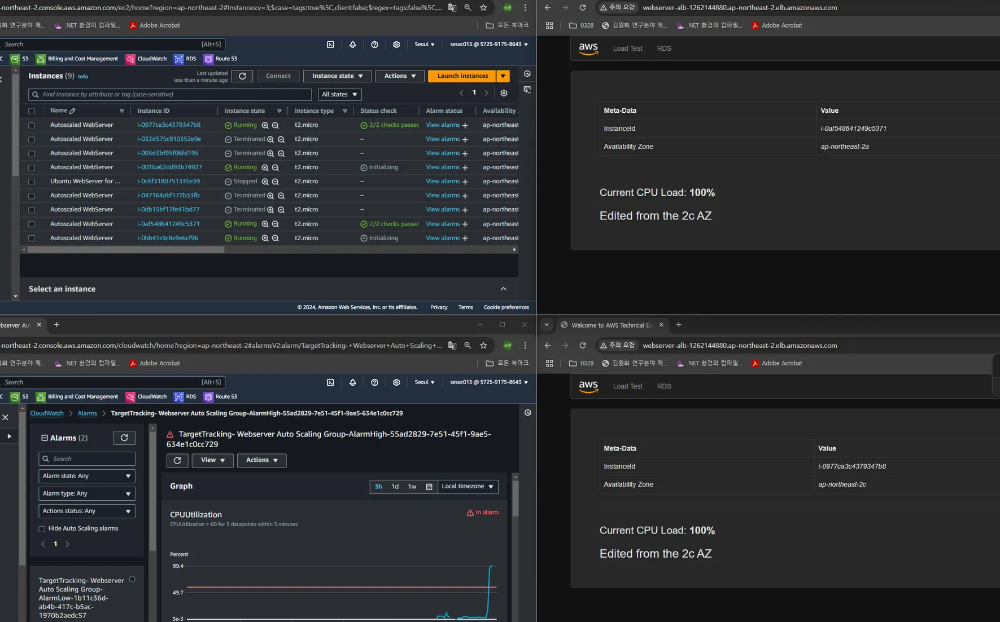 -northeast-2.console.aws.amazon.com/ec2/home?region=ap-northeast-2#Instances:v=3;$case=tags:true%5C,client:false;$regex=tags:false%5C,...
화 연구분야 메... .NET 환경의 컴파일... Adobe Acrobat 모든 북마크
Search [Alt+S] Seoul ▼ sesac015 @ 5725-9175-8643 ▼
C S3 Billing and Cost Management CloudWatch RDS Route 53
Instances (9) Info
Last updated
less than a minute ago
Connect Instance state ▼ Actions ▼ Launch instances ▼
Find Instance by attribute or tag (case-sensitive) All states ▼ 1
Name Instance ID Instance state Instance type Status check Alarm status Availability
Autoscaled WebServer i-0977ca3c4379347b8 Running t2.micro 2/2 checks passec View alarms + ap-northeast
Autoscaled WebServer i-032d575c910352e9e Terminated t2.micro – View alarms + ap-northeast
Autoscaled WebServer i-005d3bf95f06fd195 Terminated t2.micro – View alarms + ap-northeast
Autoscaled WebServer i-0016a62dd93b74927 Running t2.micro Initializing View alarms + ap-northeast
Ubuntu WebServer for ... i-0c6f3180751335e39 Stopped t2.micro – View alarms + ap-northeast
Autoscaled WebServer i-047164abf172b33fb Terminated t2.micro – View alarms + ap-northeast
Autoscaled WebServer i-0db15bf17fe41bd77 Terminated t2.micro – View alarms + ap-northeast
Autoscaled WebServer i-0af548641249c5371 Running t2.micro 2/2 checks passec View alarms + ap-northeast
Autoscaled WebServer i-0bb41c9c8e9e6cf96 Running t2.micro Initializing View alarms + ap-northeast
Select an instance
© 2024, Amazon Web Services, Inc. or its affiliates. Privacy Terms Cookie preferences
주의 요함 webserver-alb-1262144880.ap-northeast-2.elb.amazonaws.com
0328 김원화 연구분야 메... .NET 환경의 컴파일... Adobe Acrobat
aws Load Test RDS
Meta-Data Value
InstanceId i-0af548641249c5371
Availability Zone ap-northeast-2a
Current CPU Load: 100%
Edited from the 2c AZ
ebserver Aut
-northeast-2.console.aws.amazon.com/cloudwatch/home?region=ap-northeast-2#alarmsV2:alarm/TargetTracking-+Webserver+Auto+Scaling+...
화 연구분야 메... .NET 환경의 컴파일... Adobe Acrobat 모든 북마크
Search [Alt+S] Seoul ▼ sesac015 @ 5725-9175-8643 ▼
C S3 Billing and Cost Management CloudWatch RDS Route 53
CloudWatch > Alarms > TargetTracking- Webserver Auto Scaling Group-AlarmHigh-55ad2829-7e51-45f1-9ae5-634e1c0cc729
Alarms (2)
Search
Alarm state: Any
Alarm type: Any
Actions status: Any
Hide Auto Scaling alarms
1
TargetTracking- Webserver
Auto Scaling Group-
AlarmLow-1b11c36d-
ab4b-417c-b5ac-
1970b2aedc57
TargetTracking- Webserver Auto Scaling Group-AlarmHigh-55ad2829-7e51-45f1-9ae5-
634e1c0cc729
View ▼ Actions ▼
Graph 3h 1d 1w Local timezone ▼
CPUUtilization In alarm
CPUUtilization > 60 for 3 datapoints within 3 minutes
Percent
99.4
49.7
3e-3
Welcome to AWS Technical Es
주의 요함 webserver-alb-1262144880.ap-northeast-2.elb.amazonaws.com
0328 김원화 연구분야 메... .NET 환경의 컴파일... Adobe Acrobat
aws Load Test RDS
Meta-Data Value
InstanceId i-0977ca3c4379347b8
Availability Zone ap-northeast-2c
Current CPU Load: 100%
Edited from the 2c AZ